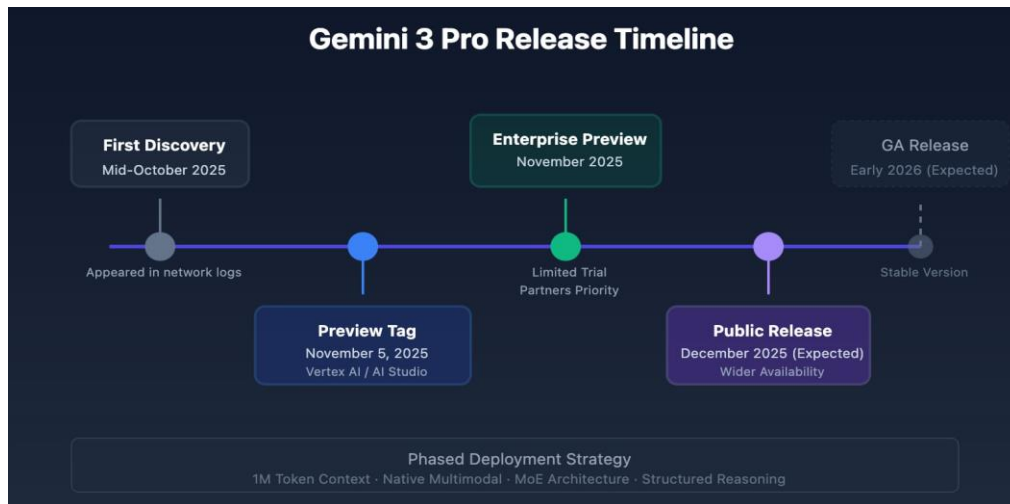 Gemini 3 Pro Release Timeline
First Discovery
Mid-October 2025
Appeared in network logs
Preview Tag
November 5, 2025
Vertex AI / AI Studio
Enterprise Preview
November 2025
Limited Trial
Partners Priority
Public Release
December 2025 (Expected)
Wider Availability
GA Release
Early 2026 (Expected)
Stable Version
Phased Deployment Strategy
1M Token Context · Native Multimodal · MoE Architecture · Structured Reasoning